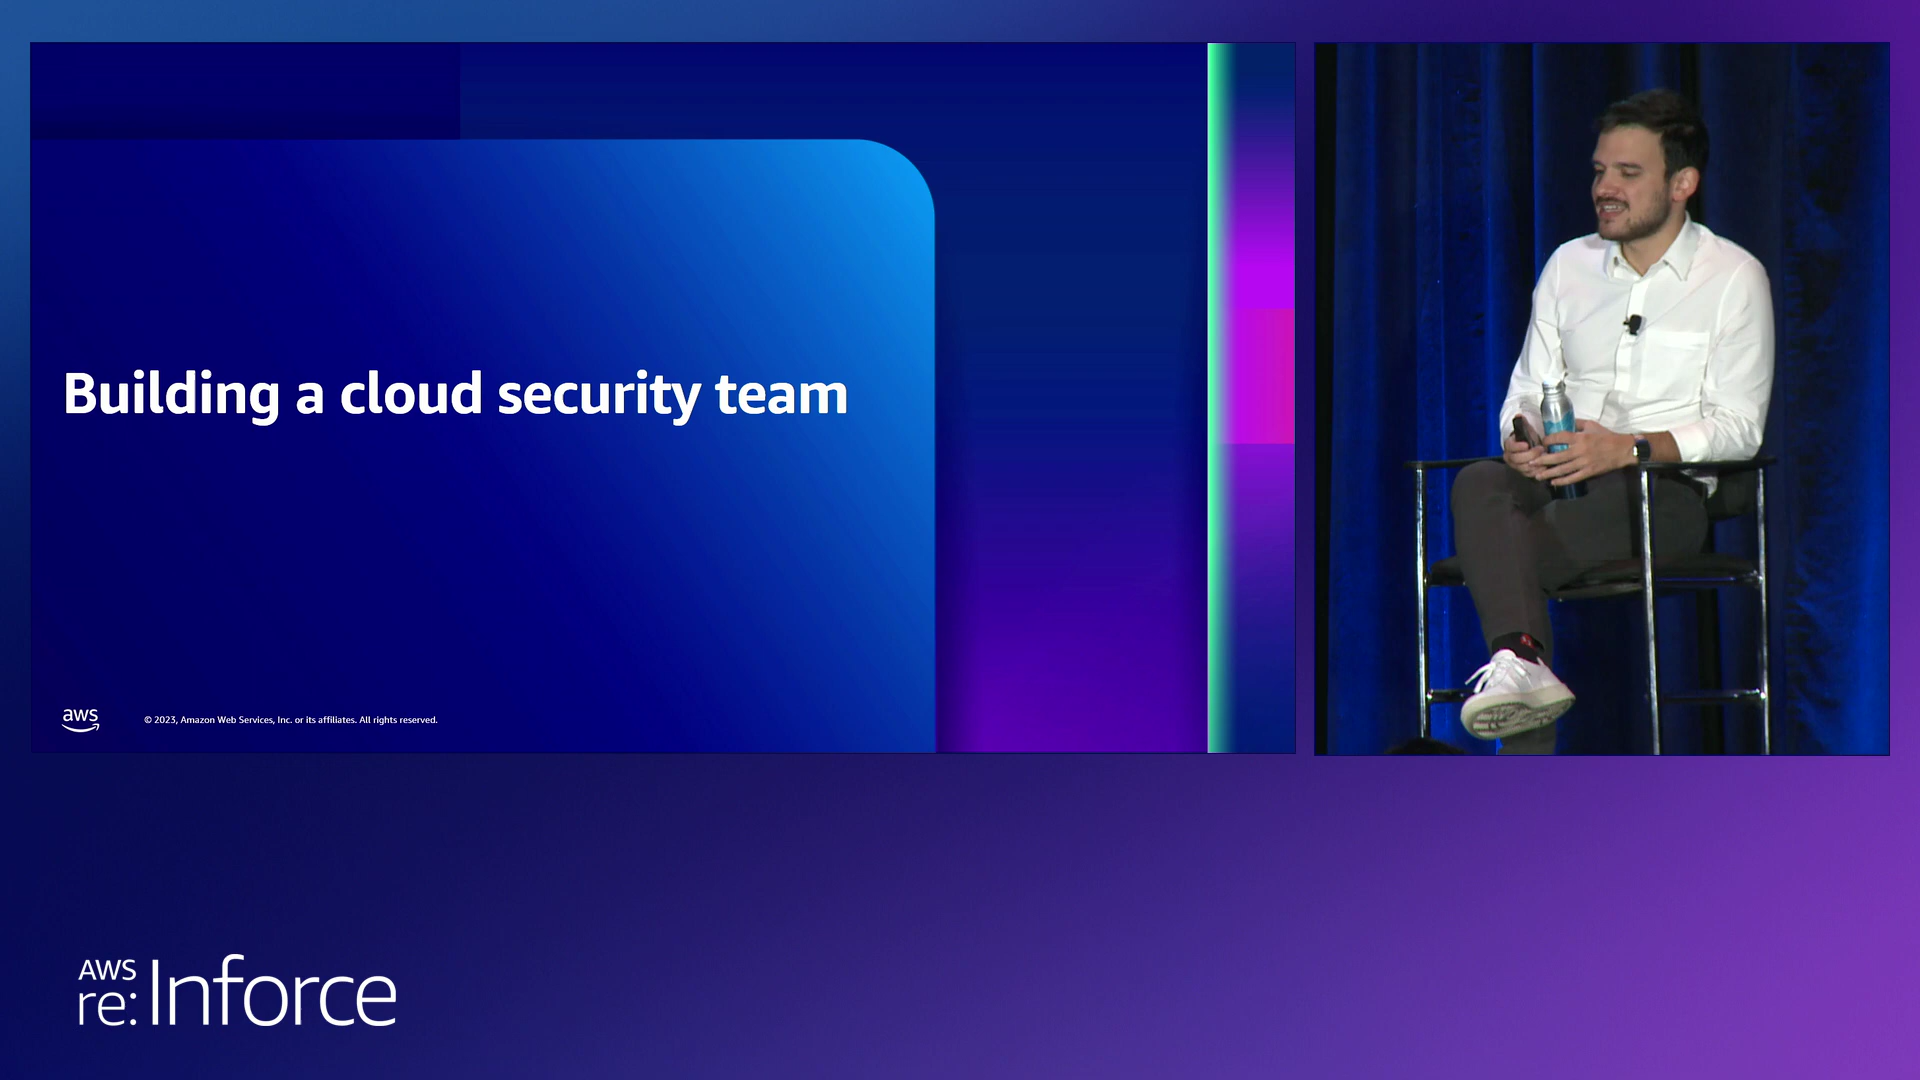 Building a cloud security team
aws
© 2023, Amazon Web Services, Inc. or its affiliates. All rights reserved.
AWS
re:Inforce